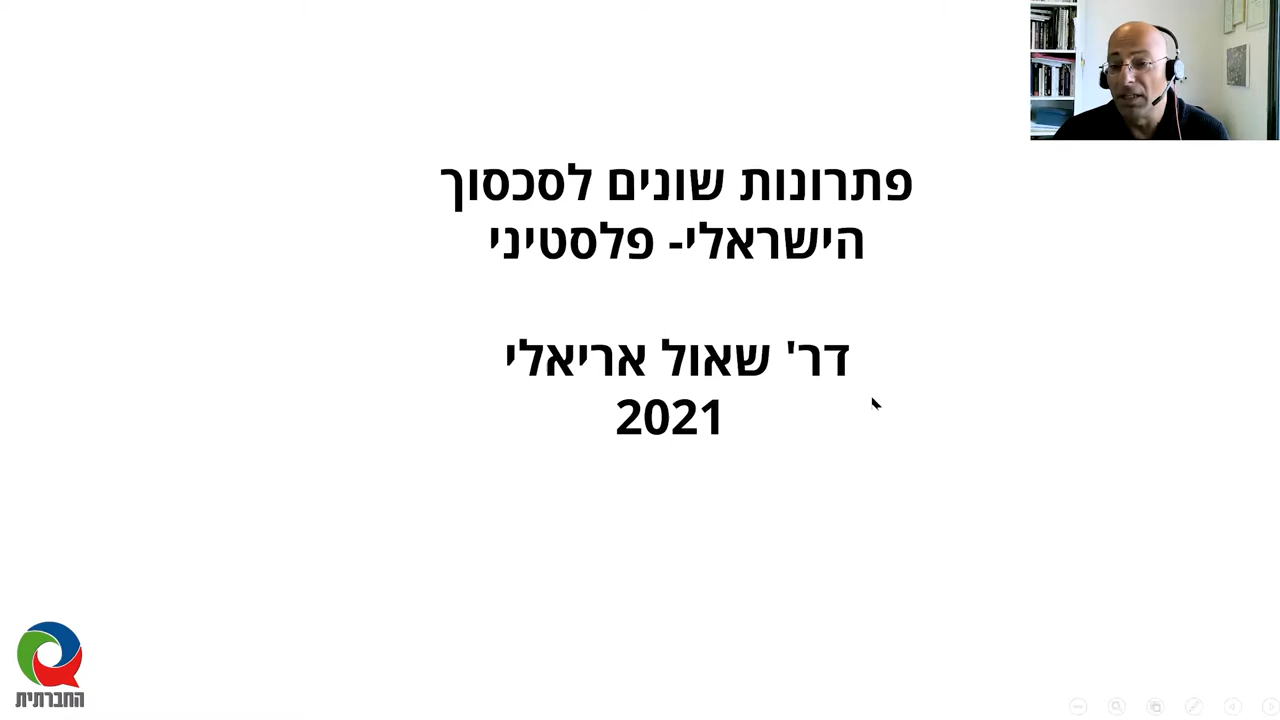 פתרונות שונים לסכסוך
הישראלי- פלסטיני
דר' שאול אריאלי
2021
החברתית